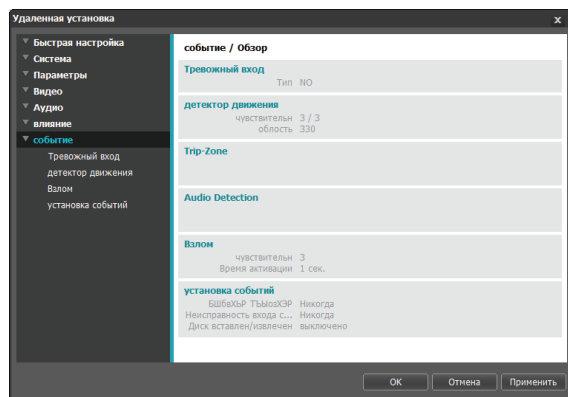 Удаленная установка
x
Быстрая настройка
Система
Параметры
Видео
Аудио
влияние
событие
Тревожный вход
детектор движения
Взлом
установка событий
событие / Обзор
Тревожный вход
Тип NO
детектор движения
чувствительн 3 / 3
облость 330
Trip-Zone
Audio Detection
Взлом
чувствительн 3
Время активации 1 сек.
установка событий
Никогда
Неисправность входа с... Никогда
Диск вставлен/извлечен выключено
OK
Отмена
Применить